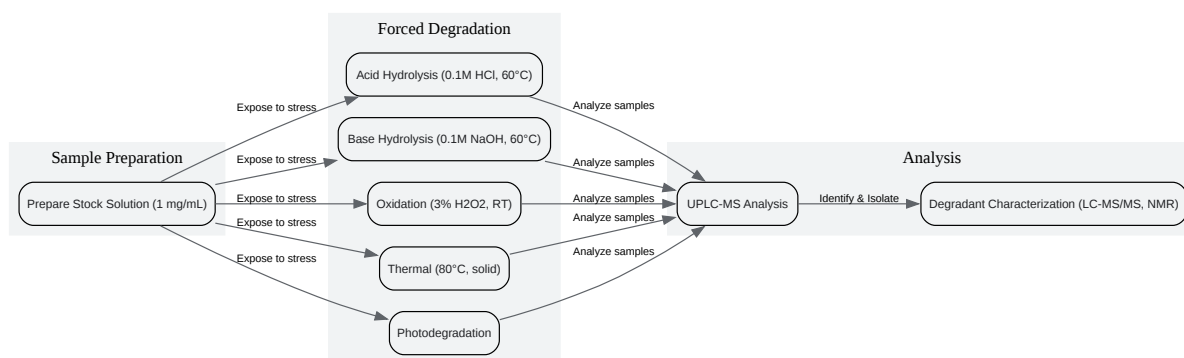 Forced Degradation
Acid Hydrolysis (0.1M HCl, 60°C)
Expose to stress
Analyze samples
Base Hydrolysis (0.1M NaOH, 60°C)
Sample Preparation
Expose to stress
Analyze samples
Analysis
Prepare Stock Solution (1 mg/mL)
Expose to stress
Oxidation (3% H2O2, RT)
Analyze samples
UPLC-MS Analysis
Identify & Isolate
Degradant Characterization (LC-MS/MS, NMR)
Expose to stress
Analyze samples
Expose to stress
Thermal (80°C, solid)
Analyze samples
Photodegradation